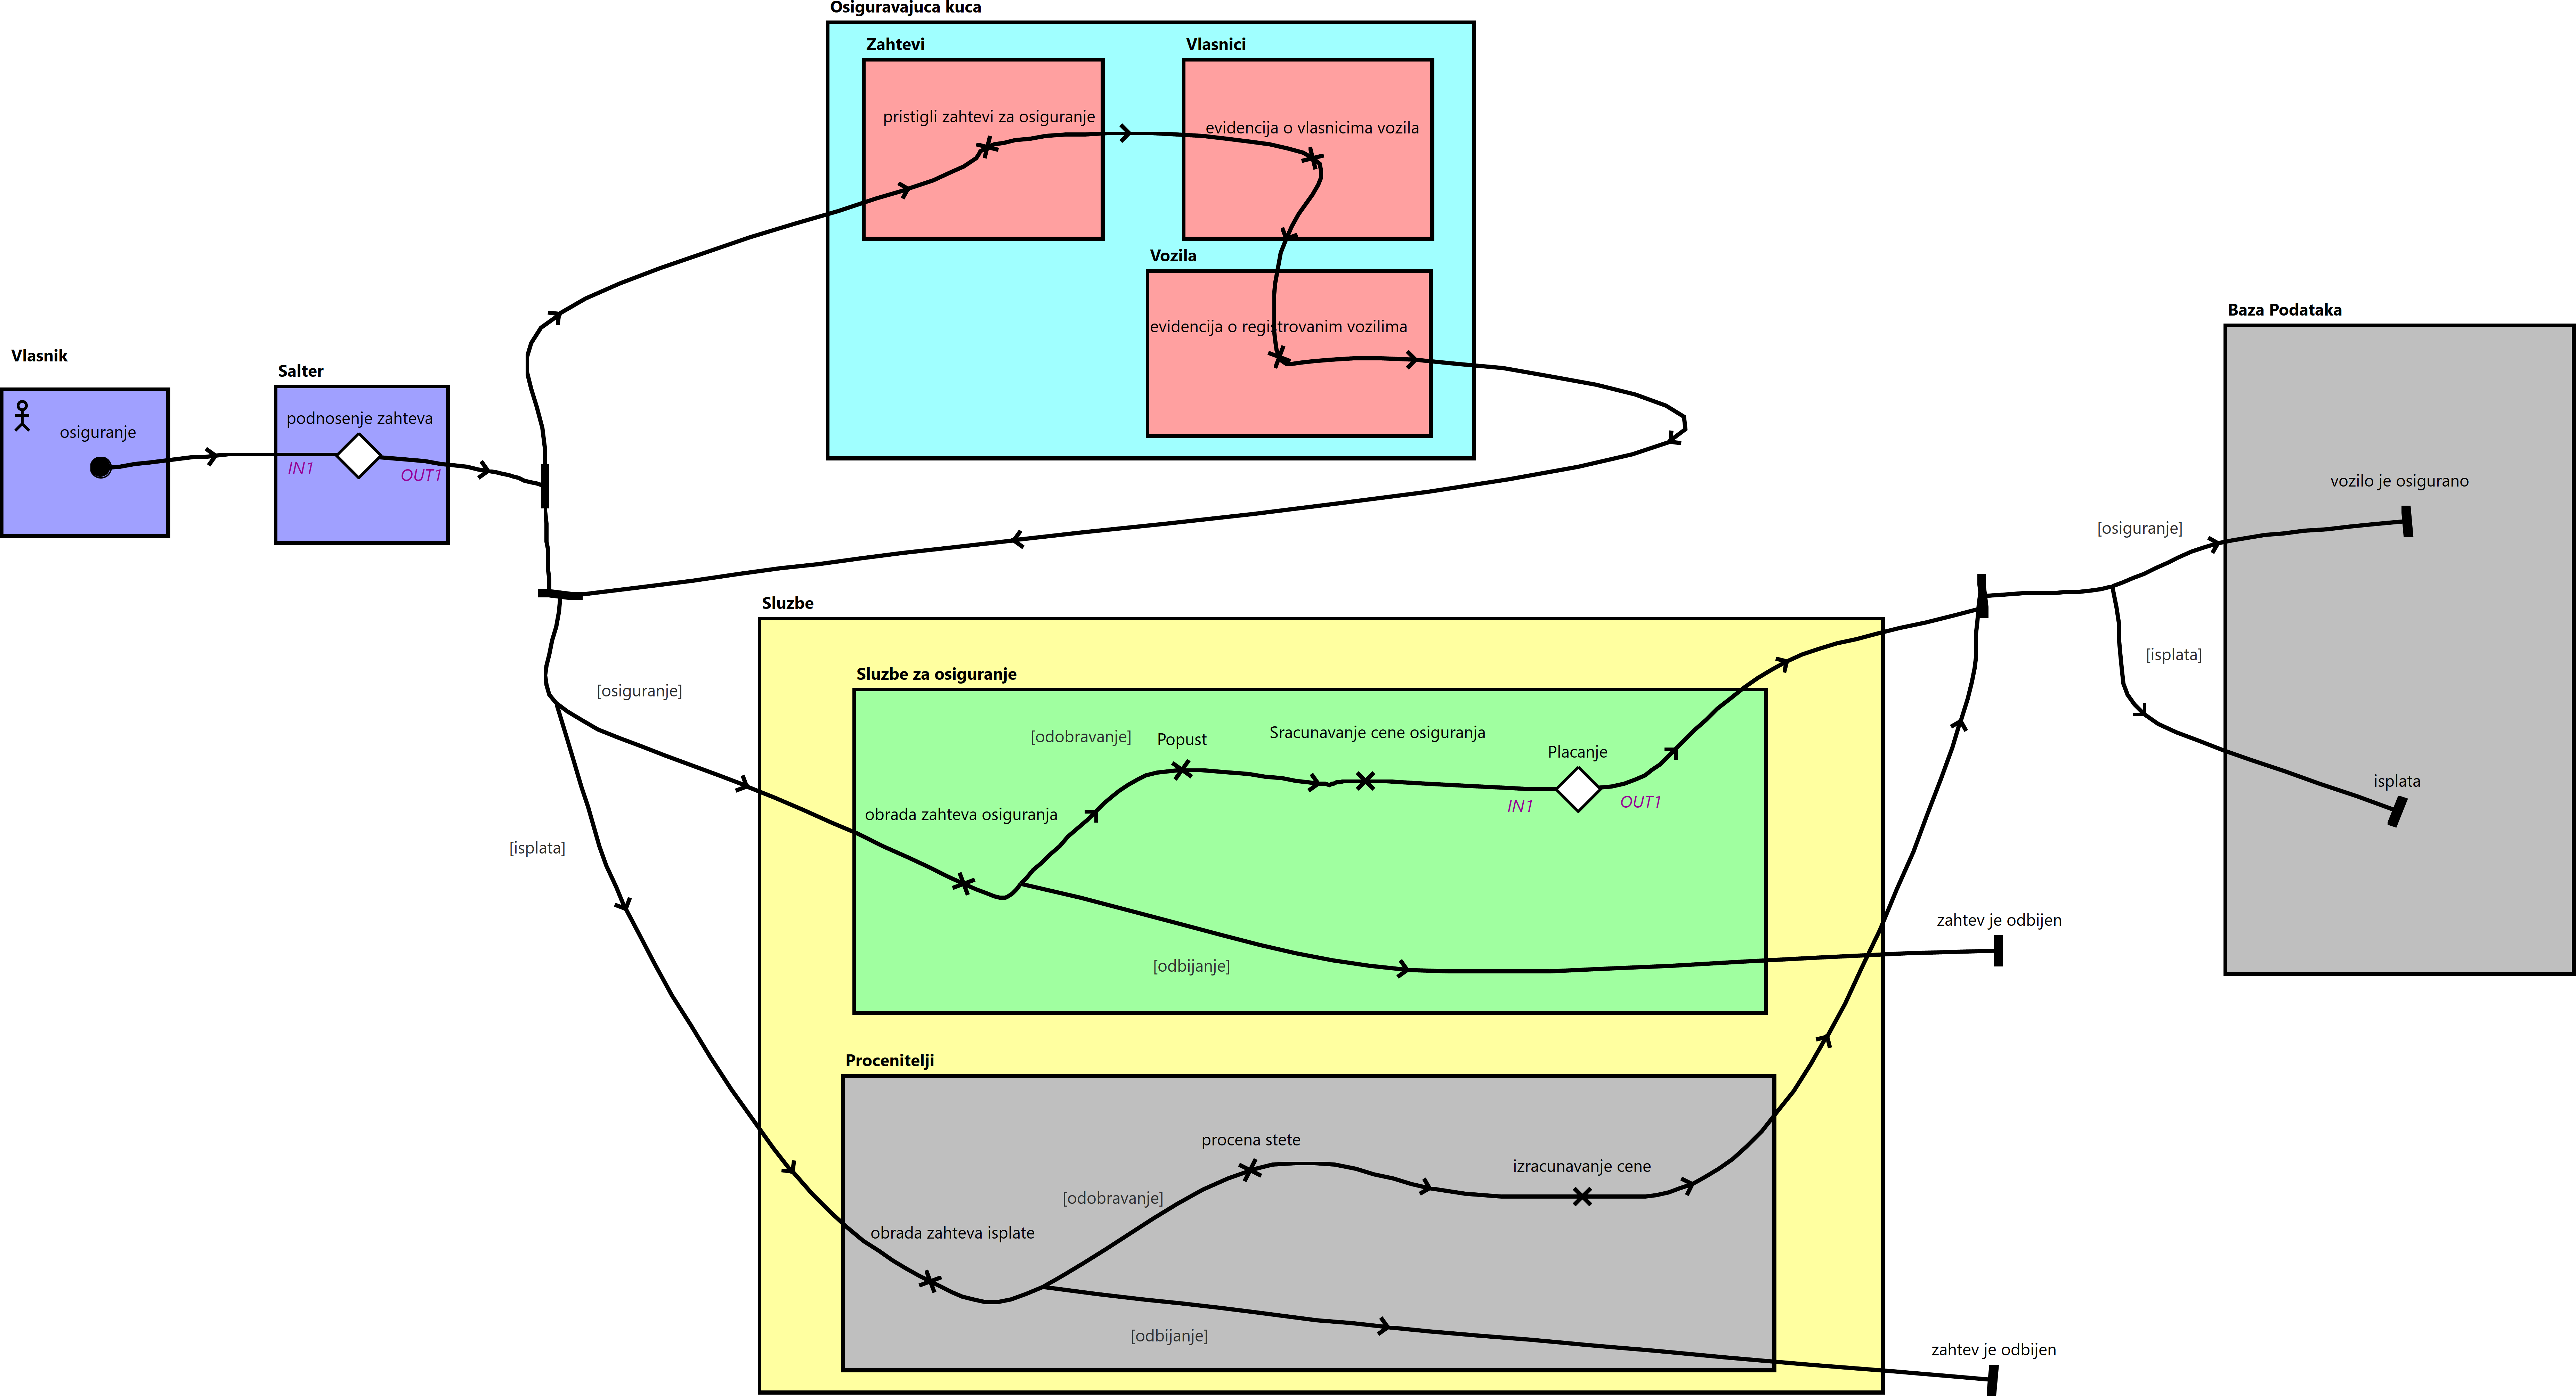 Osiguravajuca kuca
Zahtevi
Vlasnici
pristigli zahtevi za osiguranje
evidencija o vlasnicima vozila
Vozila
evidencija o registrovanim vozilima
Vlasnik
osiguranje
Salter
podnosenje zahteva
IN1
OUT1
Baza Podataka
vozilo je osigurano
[osiguranje]
[isplata]
isplata
Sluzbe
Sluzbe za osiguranje
[osiguranje]
[odobravanje]
Popust
Sracunavanje cene osiguranja
Placanje
IN1
OUT1
obrada zahteva osiguranja
[isplata]
[odbijanje]
zahtev je odbijen
Procenitelji
procena stete
izracunavanje cene
[odobravanje]
obrada zahteva isplate
[odbijanje]
zahtev je odbijen